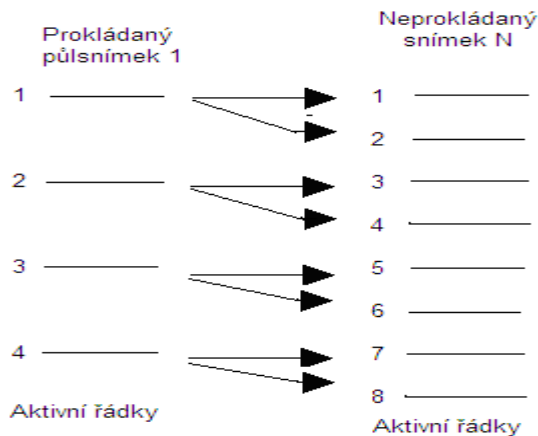 Prokládaný
půlsnímek 1
1
2
3
4
Aktivní řádky
Neprokládaný
snímek N
1
2
3
4
5
6
7
8
Aktivní řádky